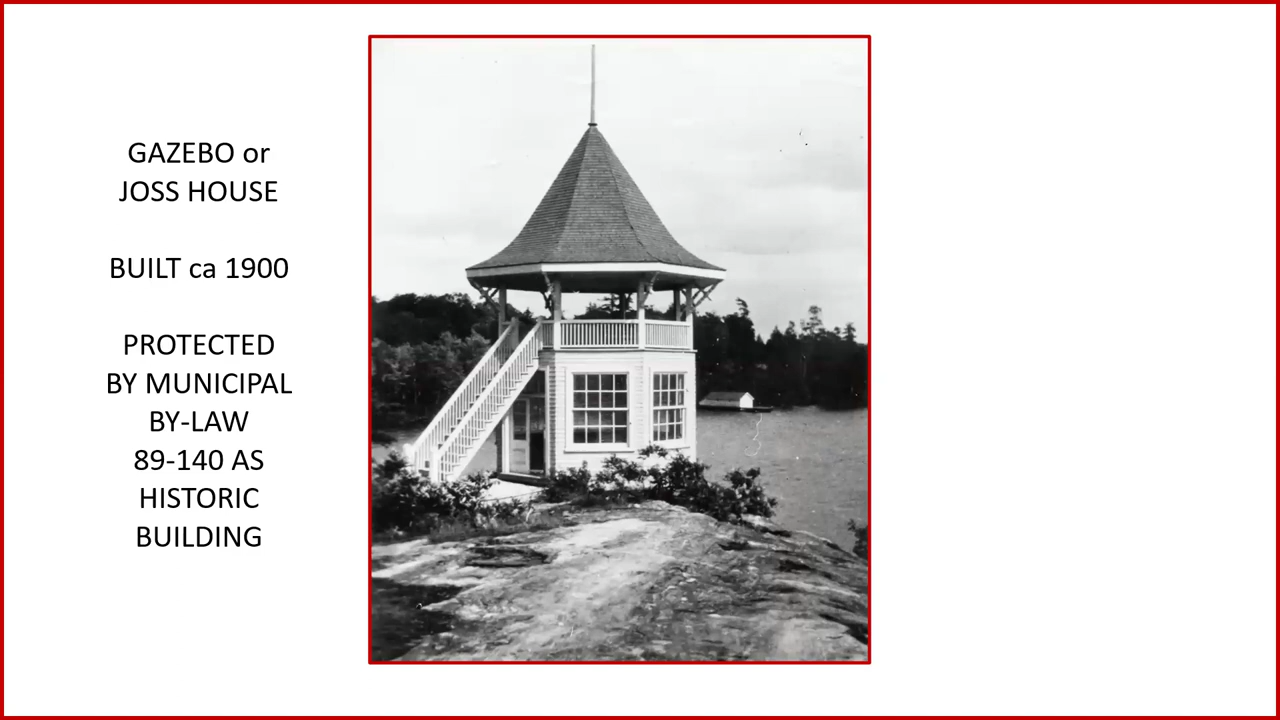 GAZEBO or
JOSS HOUSE
BUILT ca 1900
PROTECTED
BY MUNICIPAL
BY-LAW
89-140 AS
HISTORIC
BUILDING